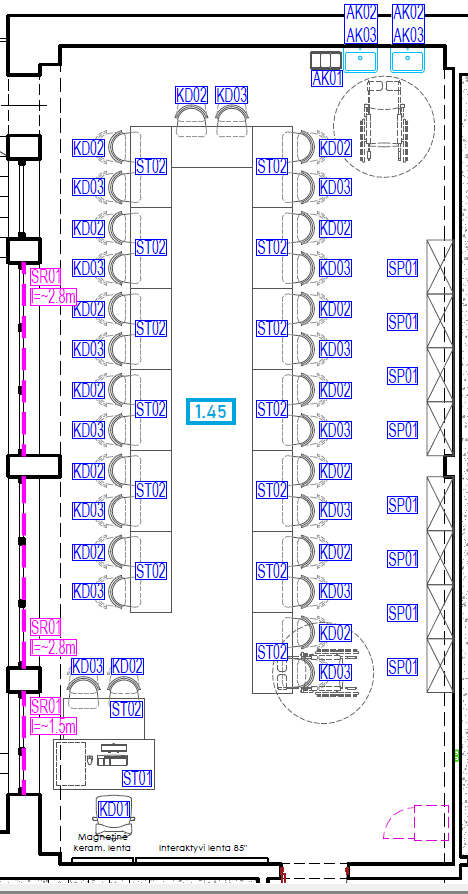 AK02 AK02
AK03 AK03
AK01
KD02 KD03
KD02 KD02
ST02 ST02
KD03 KD03
KD02 KD02
ST02 ST02
KD03 KD03 SP01
SR01
l=~2.8m
KD02 KD02
ST02 ST02 SP01
KD03 KD03
KD02 KD02 SP01
1.45
ST02 ST02
KD03 KD03 SP01
KD02 KD02
ST02 ST02
KD03 KD03 SP01
KD02 KD02
SP01
ST02 ST02
KD03 KD03
SP01
SR01
KD02
l=~2.8m
ST02
KD03 KD02 KD03 SP01
SR01
ST02
l=~1.5m
ST01
KD01
Magnetinė
keram. lenta Interaktyvi lenta 85"